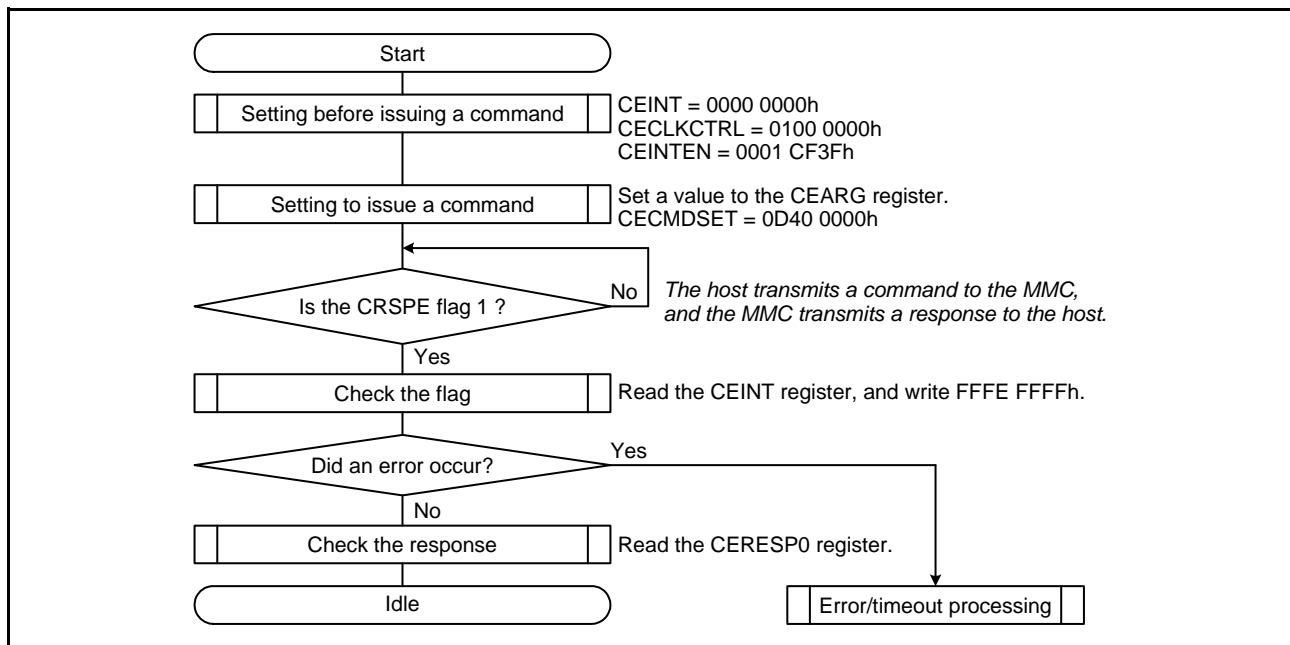 Start
Setting before issuing a command
CEINT = 0000 0000h
CECLKCTRL = 0100 0000h
CEINTEN = 0001 CF3Fh
Setting to issue a command
Set a value to the CEARG register.
CECMDSET = 0D40 0000h
Is the CRSPE flag 1 ?
No
The host transmits a command to the MMC,
and the MMC transmits a response to the host.
Yes
Check the flag
Read the CEINT register, and write FFFE FFFFh.
Did an error occur?
Yes
No
Check the response
Read the CERESP0 register.
Idle
Error/timeout processing